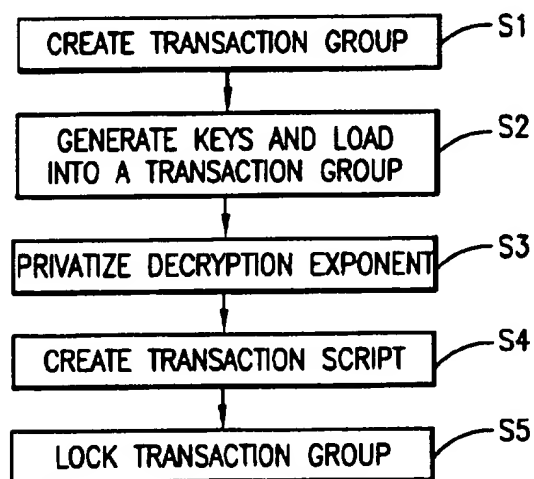 CREATE TRANSACTION GROUP
S1
GENERATE KEYS AND LOAD
INTO A TRANSACTION GROUP
S2
PRIVATIZE DECRYPTION EXPONENT
S3
CREATE TRANSACTION SCRIPT
S4
LOCK TRANSACTION GROUP
S5